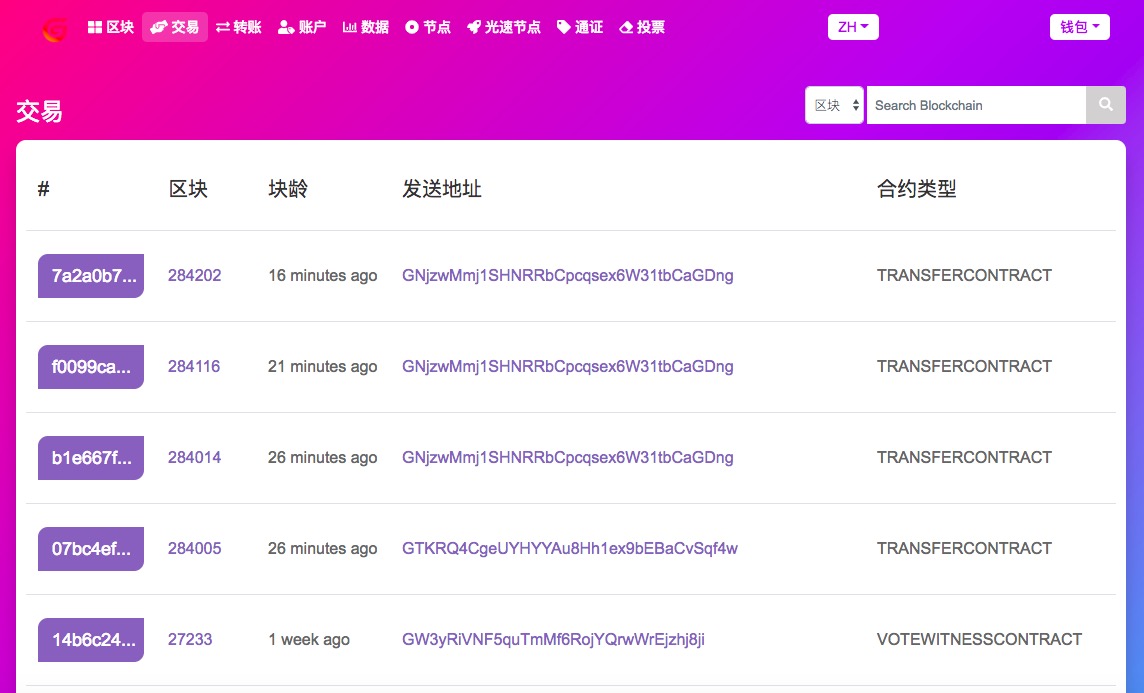 区块 交易 转账 账户 数据 节点 光速节点 通证 投票 ZH 钱包
交易 区块 Search Blockchain
# 区块 块龄 发送地址 合约类型
7a2a0b7... 284202 16 minutes ago GNjzwMmj1SHNRRbCpcqsex6W31tbCaGDng TRANSFERCONTRACT
f0099ca... 284116 21 minutes ago GNjzwMmj1SHNRRbCpcqsex6W31tbCaGDng TRANSFERCONTRACT
b1e667f... 284014 26 minutes ago GNjzwMmj1SHNRRbCpcqsex6W31tbCaGDng TRANSFERCONTRACT
07bc4ef... 284005 26 minutes ago GTKRQ4CgeUYHYYAu8Hh1ex9bEBaCvSqf4w TRANSFERCONTRACT
14b6c24... 27233 1 week ago GW3yRiVNF5quTmMf6RojYQrwWrEjzhj8ji VOTEWITNESSCONTRACT